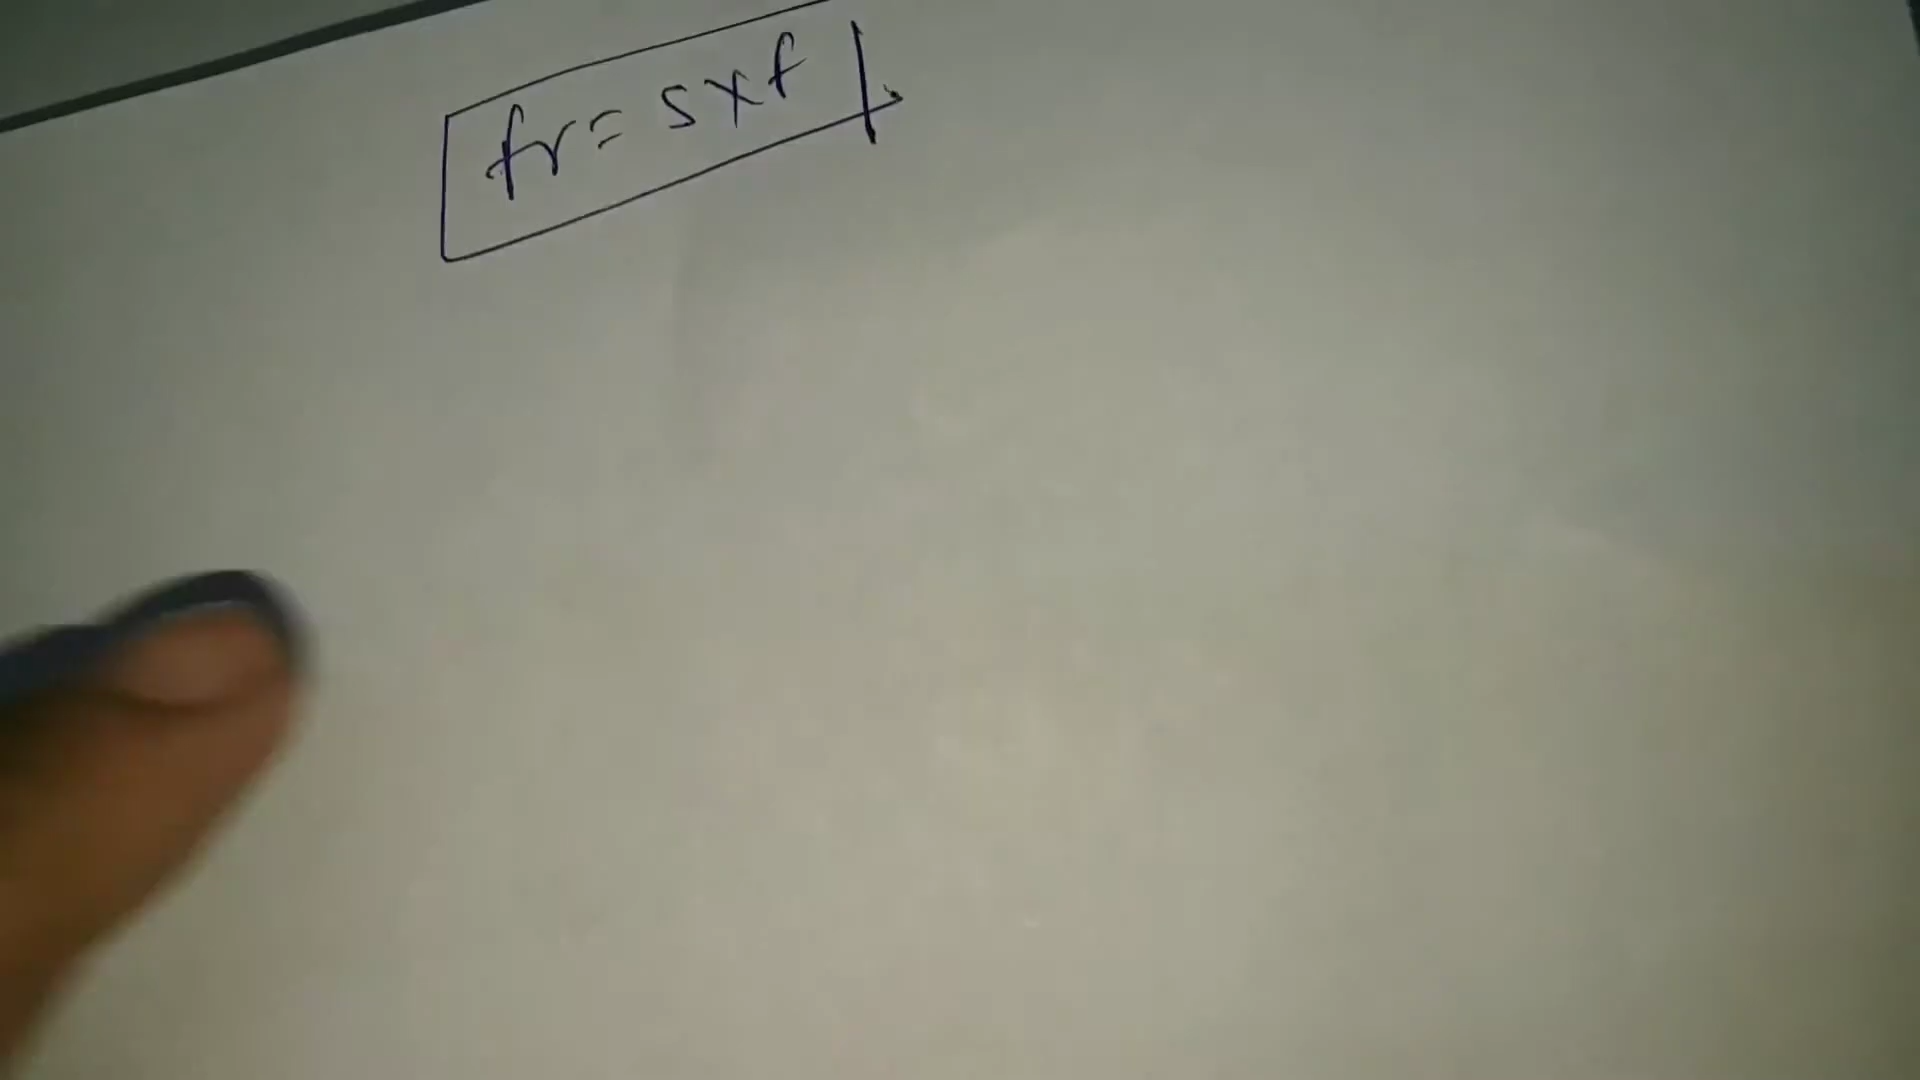 fr = s x f